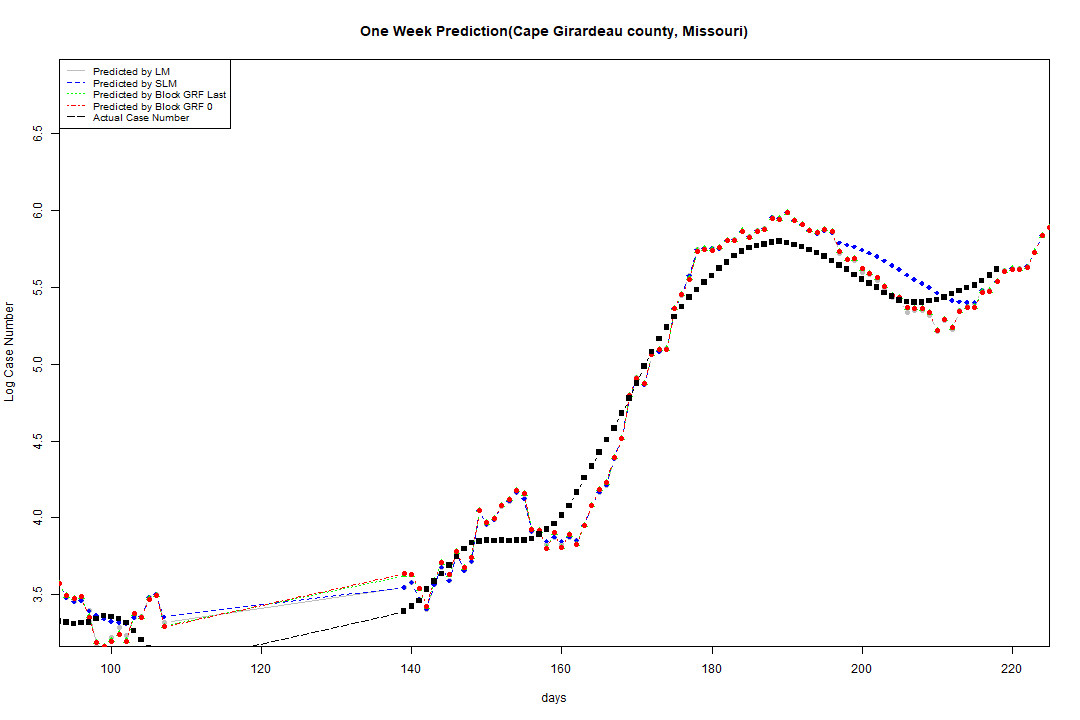 One Week Prediction(Cape Girardeau county, Missouri)
Predicted by LM
Predicted by SLM
Predicted by Block GRF Last
Predicted by Block GRF 0
Actual Case Number
6.5
6.0
5.5
5.0
4.5
4.0
3.5
Log Case Number
100 120 140 160 180 200 220
days